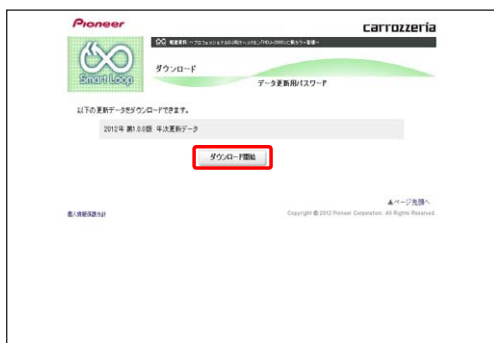 Pioneer
carrozzeria
Smart Loop
ダウンロード
データ更新用パスワード
以下の更新データをダウンロードできます。
2012年 第1.0.0版 年次更新データ
ダウンロード開始
▲ページ先頭へ
個人情報保護方針
Copyright © 2012 Pioneer Corporation. All Rights Reserved.